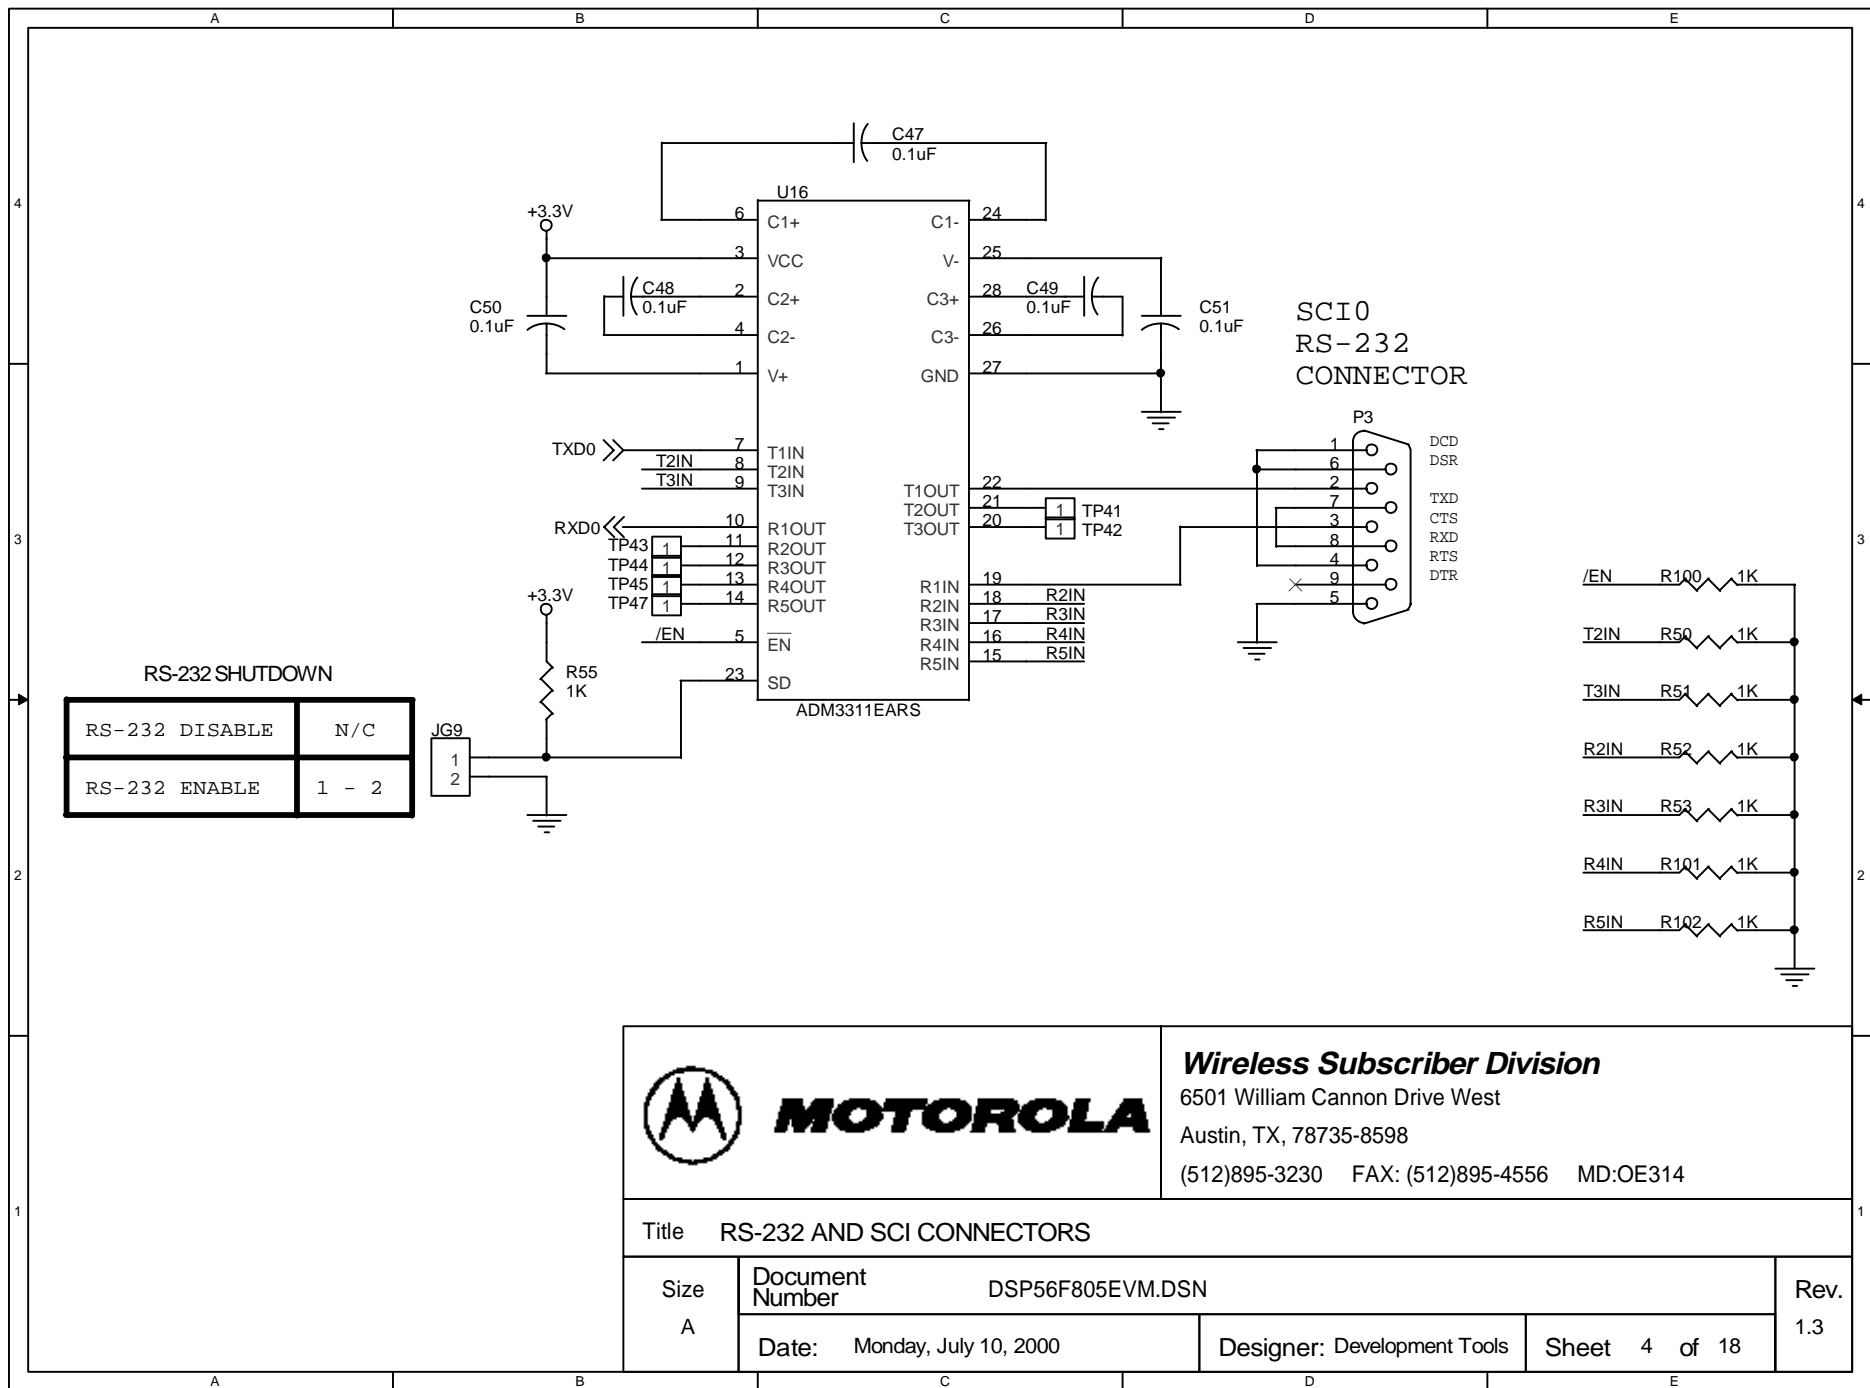 A B C D E
4 4
C47
0.1uF
U16
+3.3V
6 C1+ C1- 24
3 VCC V- 25
2 C2+ C3+ 28
C48
0.1uF
C49
0.1uF
C50
0.1uF
C51
0.1uF
4 C2- C3- 26
1 V+ GND 27
SCI0
RS-232
CONNECTOR
P3
TXD0 7 T1IN
T2IN 8 T2IN
T3IN 9 T3IN
T1OUT 22
T2OUT 21 1 TP41
T3OUT 20 1 TP42
RXD0 10 R1OUT
TP43 1 11 R2OUT
TP44 1 12 R3OUT
TP45 1 13 R4OUT
TP47 1 14 R5OUT
R1IN 19
R2IN 18 R2IN
R3IN 17 R3IN
R4IN 16 R4IN
R5IN 15 R5IN
/EN 5 EN
23 SD
ADM3311EARS
1 DCD
6 DSR
2 TXD
7 CTS
3 RXD
8 RTS
4 DTR
9
5
3 3
+3.3V
R55
1K
JG9
1
2
RS-232 SHUTDOWN
RS-232 DISABLE N/C
RS-232 ENABLE 1 - 2
/EN R100 1K
T2IN R50 1K
T3IN R51 1K
R2IN R52 1K
R3IN R53 1K
R4IN R101 1K
R5IN R102 1K
2 2
MOTOROLA
Wireless Subscriber Division
6501 William Cannon Drive West
Austin, TX, 78735-8598
(512)895-3230 FAX: (512)895-4556 MD:OE314
1 1
Title RS-232 AND SCI CONNECTORS
Size
A
Document
Number
DSP56F805EVM.DSN
Rev.
1.3
Date: Monday, July 10, 2000
Designer: Development Tools
Sheet 4 of 18
A B C D E